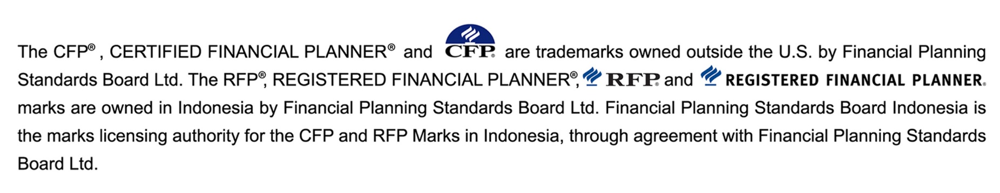 The CFP® , CERTIFIED FINANCIAL PLANNER® and CFP® are trademarks owned outside the U.S. by Financial Planning
Standards Board Ltd. The RFP®, REGISTERED FINANCIAL PLANNER®, RFP® and REGISTERED FINANCIAL PLANNER®
marks are owned in Indonesia by Financial Planning Standards Board Ltd. Financial Planning Standards Board Indonesia is
the marks licensing authority for the CFP and RFP Marks in Indonesia, through agreement with Financial Planning Standards
Board Ltd.